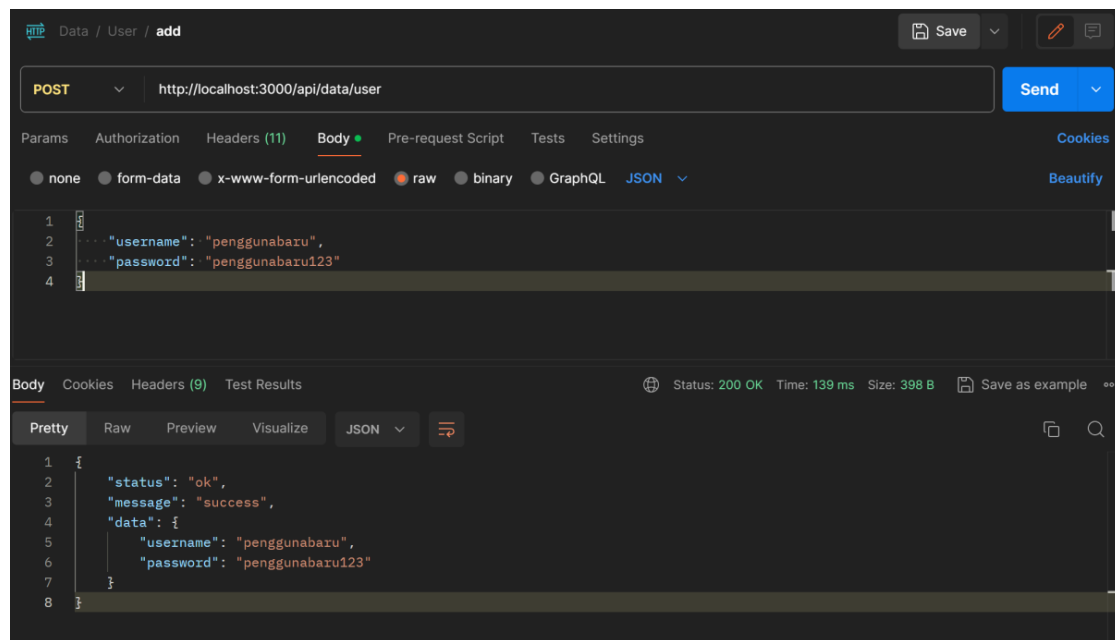 HTTP Data / User / add Save
POST http://localhost:3000/api/data/user Send
Params Authorization Headers (11) Body Pre-request Script Tests Settings Cookies
none form-data x-www-form-urlencoded raw binary GraphQL JSON Beautify
1 {
2 "username": "penggunabaru",
3 "password": "penggunabaru123"
4 }
Body Cookies Headers (9) Test Results Status: 200 OK Time: 139 ms Size: 398 B Save as example
Pretty Raw Preview Visualize JSON
1 {
2 "status": "ok",
3 "message": "success",
4 "data": {
5 "username": "penggunabaru",
6 "password": "penggunabaru123"
7 }
8 }